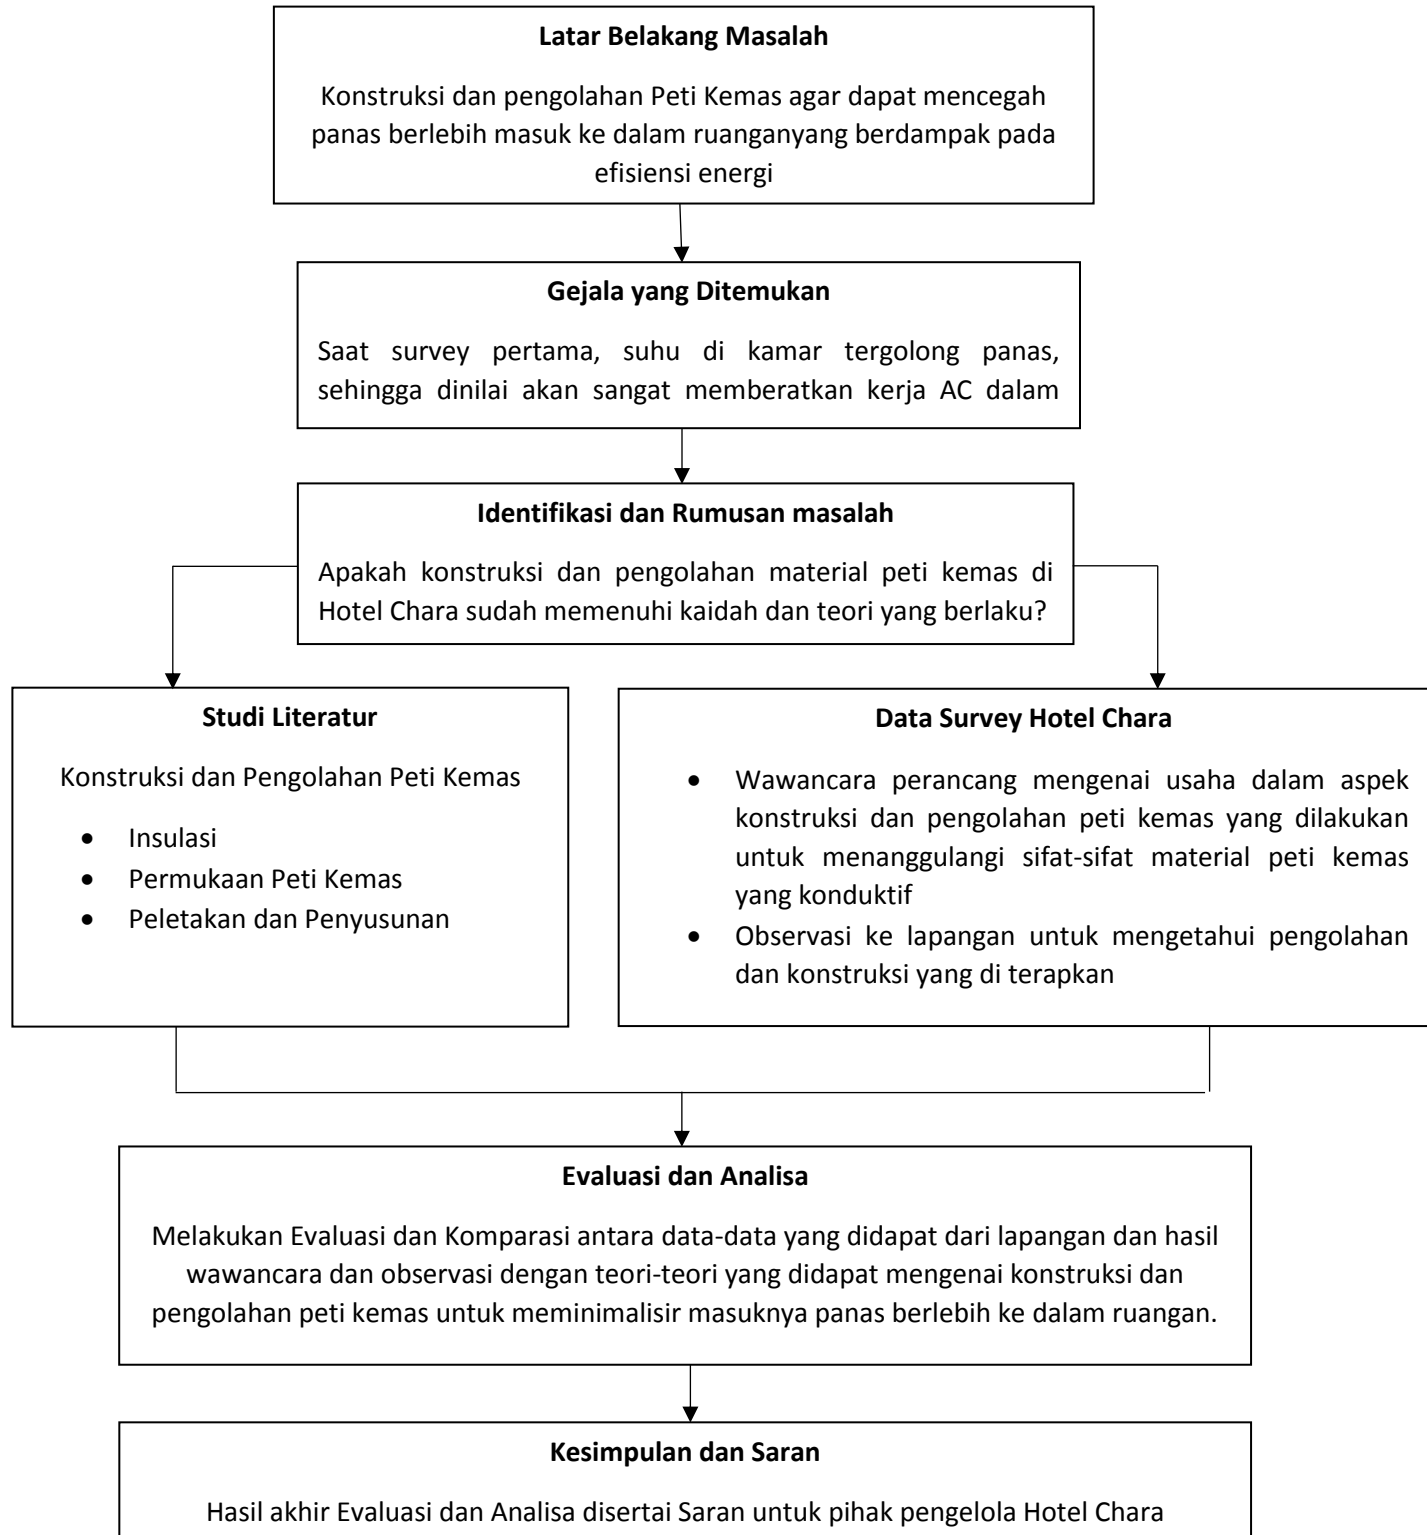 Latar Belakang Masalah
Konstruksi dan pengolahan Peti Kemas agar dapat mencegah
panas berlebih masuk ke dalam ruanganyang berdampak pada
efisiensi energi
Gejala yang Ditemukan
Saat survey pertama, suhu di kamar tergolong panas,
sehingga dinilai akan sangat memberatkan kerja AC dalam
Identifikasi dan Rumusan masalah
Apakah konstruksi dan pengolahan material peti kemas di
Hotel Chara sudah memenuhi kaidah dan teori yang berlaku?
Studi Literatur
Konstruksi dan Pengolahan Peti Kemas
• Insulasi
• Permukaan Peti Kemas
• Peletakan dan Penyusunan
Data Survey Hotel Chara
• Wawancara perancang mengenai usaha dalam aspek
konstruksi dan pengolahan peti kemas yang dilakukan
untuk menanggulangi sifat-sifat material peti kemas
yang konduktif
• Observasi ke lapangan untuk mengetahui pengolahan
dan konstruksi yang di terapkan
Evaluasi dan Analisa
Melakukan Evaluasi dan Komparasi antara data-data yang didapat dari lapangan dan hasil
wawancara dan observasi dengan teori-teori yang didapat mengenai konstruksi dan
pengolahan peti kemas untuk meminimalisir masuknya panas berlebih ke dalam ruangan.
Kesimpulan dan Saran
Hasil akhir Evaluasi dan Analisa disertai Saran untuk pihak pengelola Hotel Chara